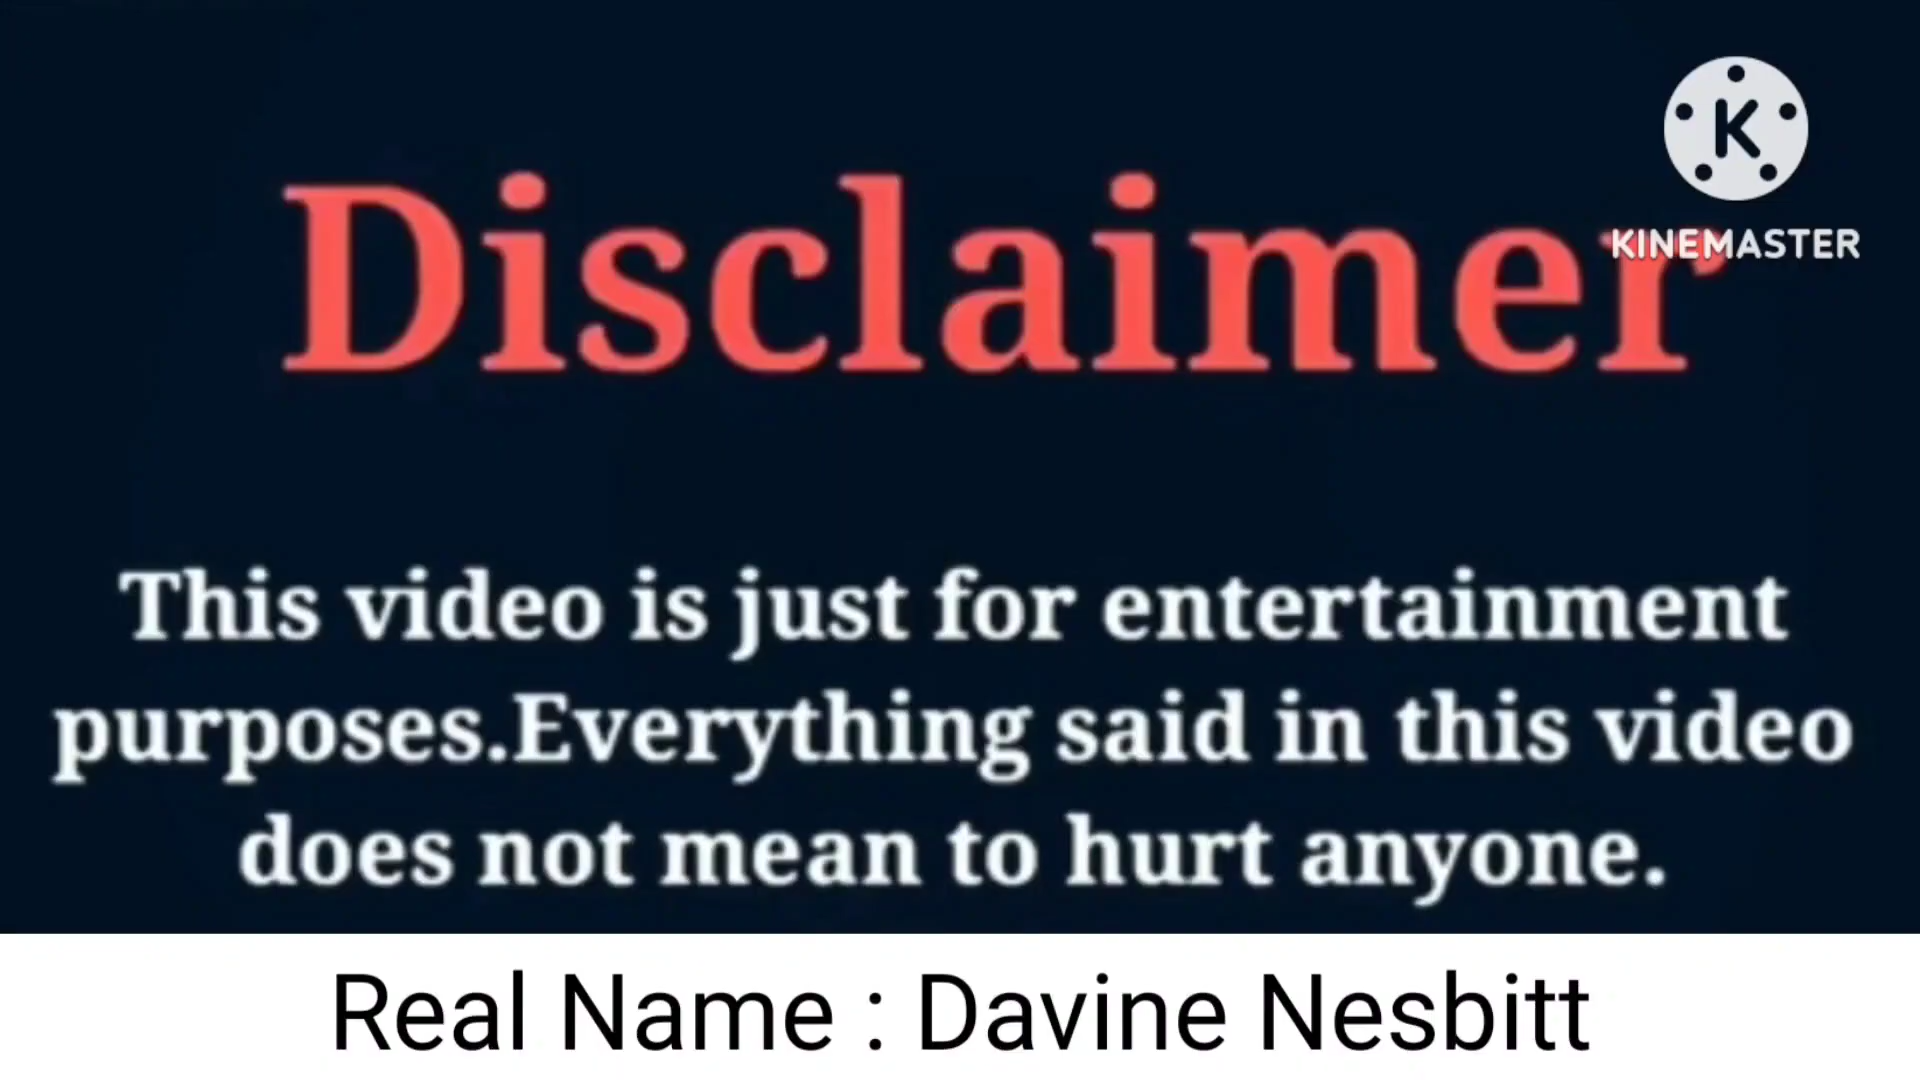 K
KINEMASTER
Disclaimer
This video is just for entertainment
purposes.Everything said in this video
does not mean to hurt anyone.
Real Name : Davine Nesbitt